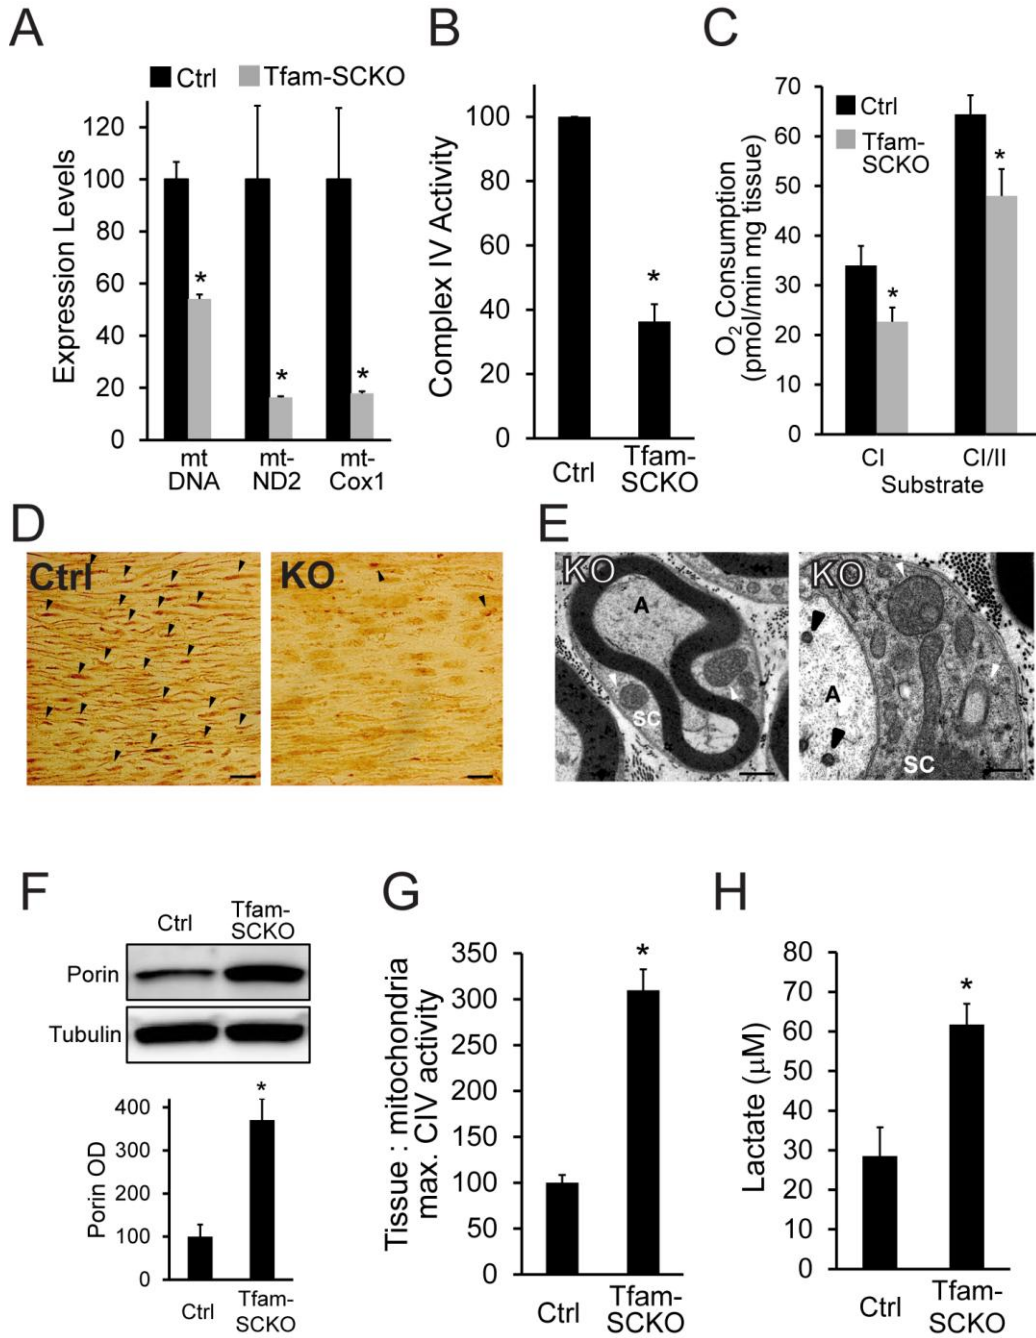 A
Ctrl Tfam-SCKO
Expression Levels
120
100
80
60
40
20
0
mt DNA
mt-ND2
mt-Cox1
B
Complex IV Activity
100
80
60
40
20
0
Ctrl
Tfam-SCKO
*
C
Ctrl
Tfam-SCKO
O2 Consumption
(pmol/min mg tissue)
70
60
50
40
30
20
10
0
CI
CI/II
Substrate
D
Ctrl
KO
E
KO
A
SC
KO
A
SC
F
Ctrl
Tfam-SCKO
Porin
Tubulin
Porin OD
400
300
200
100
0
*
Ctrl
Tfam-SCKO
G
Tissue : mitochondria
max. CIV activity
350
300
250
200
150
100
50
0
*
Ctrl
Tfam-SCKO
H
Lactate (μM)
80
70
60
50
40
30
20
10
0
*
Ctrl
Tfam-SCKO